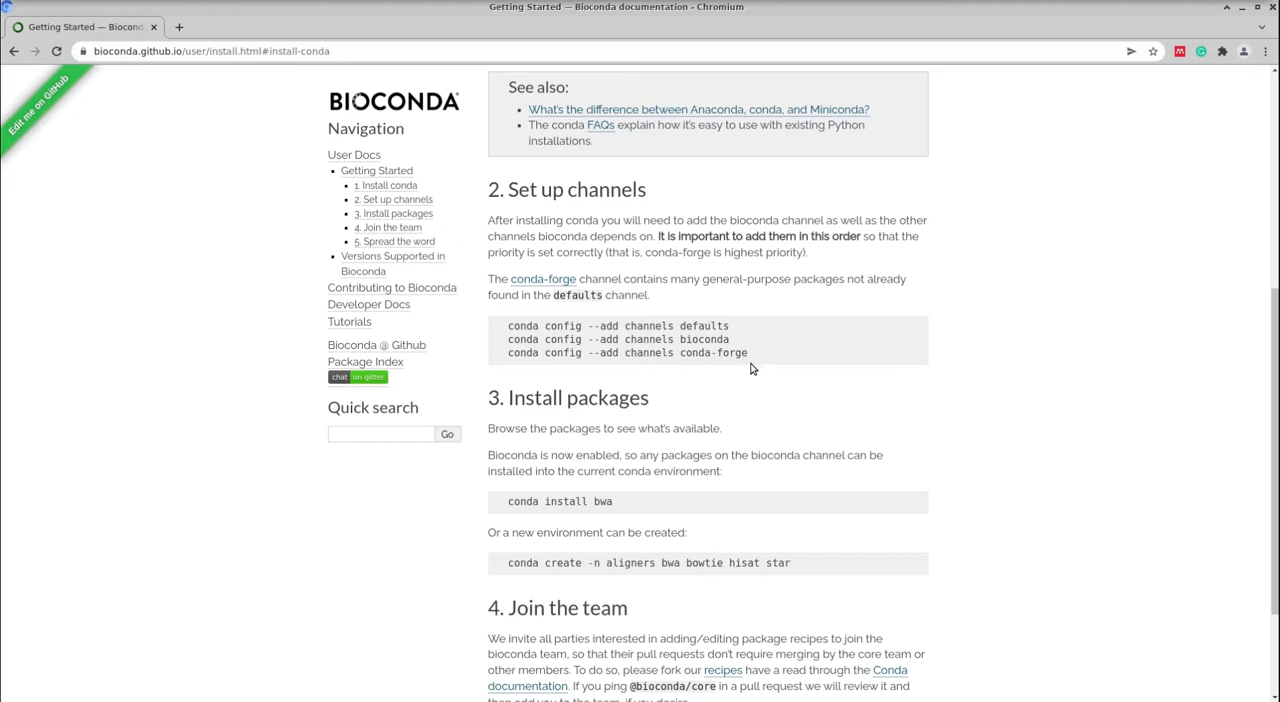 Getting Started — Bioconda documentation - Chromium
Getting Started — Biocond
bioconda.github.io/user/install.html#install-conda
Edit me on GitHub
BIOCONDA
Navigation
User Docs
Getting Started
1. Install conda
2. Set up channels
3. Install packages
4. Join the team
5. Spread the word
Versions Supported in
Bioconda
Contributing to Bioconda
Developer Docs
Tutorials
Bioconda @ Github
Package Index
chat on gitter
Quick search
Go
See also:
What's the difference between Anaconda, conda, and Miniconda?
The conda FAQs explain how it's easy to use with existing Python
installations.
2. Set up channels
After installing conda you will need to add the bioconda channel as well as the other
channels bioconda depends on. It is important to add them in this order so that the
priority is set correctly (that is, conda-forge is highest priority).
The conda-forge channel contains many general-purpose packages not already
found in the defaults channel.
conda config --add channels defaults
conda config --add channels bioconda
conda config --add channels conda-forge
3. Install packages
Browse the packages to see what's available.
Bioconda is now enabled, so any packages on the bioconda channel can be
installed into the current conda environment:
conda install bwa
Or a new environment can be created:
conda create -n aligners bwa bowtie hisat star
4. Join the team
We invite all parties interested in adding/editing package recipes to join the
bioconda team, so that their pull requests don't require merging by the core team or
other members. To do so, please fork our recipes have a read through the Conda
documentation. If you ping @bioconda/core in a pull request we will review it and
then add you to the team, if you desire.